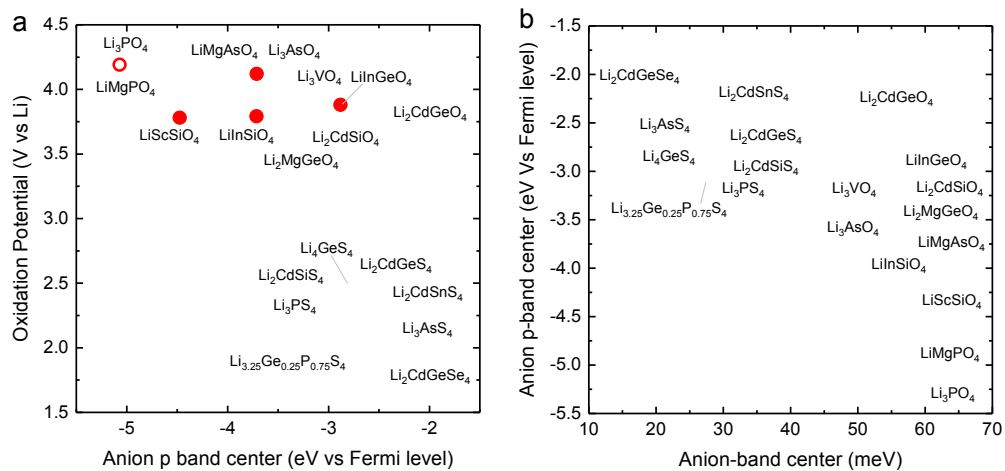 a
Oxidation Potential (V vs Li)
4.5
4.0
3.5
3.0
2.5
2.0
1.5
Li₃PO₄
LiMgAsO₄
Li₃AsO₄
Li₃VO₄
LiInGeO₄
LiMgPO₄
Li₂CdGeO₄
LiScSiO₄
LiInSiO₄
Li₂CdSiO₄
Li₂MgGeO₄
Li₄GeS₄
Li₂CdGeS₄
Li₂CdSiS₄
Li₂CdSnS₄
Li₃PS₄
Li₃AsS₄
Li₃.₂₅Ge₀.₂₅P₀.₇₅S₄
Li₂CdGeSe₄
-5
-4
-3
-2
Anion p band center (eV vs Fermi level)
b
Anion p-band center (eV Vs Fermi level)
-1.5
-2.0
-2.5
-3.0
-3.5
-4.0
-4.5
-5.0
-5.5
Li₂CdGeSe₄
Li₂CdSnS₄
Li₂CdGeO₄
Li₃AsS₄
Li₂CdGeS₄
Li₄GeS₄
LiInGeO₄
Li₂CdSiS₄
Li₃PS₄
Li₃VO₄
Li₂CdSiO₄
Li₃.₂₅Ge₀.₂₅P₀.₇₅S₄
Li₂MgGeO₄
Li₃AsO₄
LiMgAsO₄
LiInSiO₄
LiScSiO₄
LiMgPO₄
Li₃PO₄
10
20
30
40
50
60
70
Anion-band center (meV)